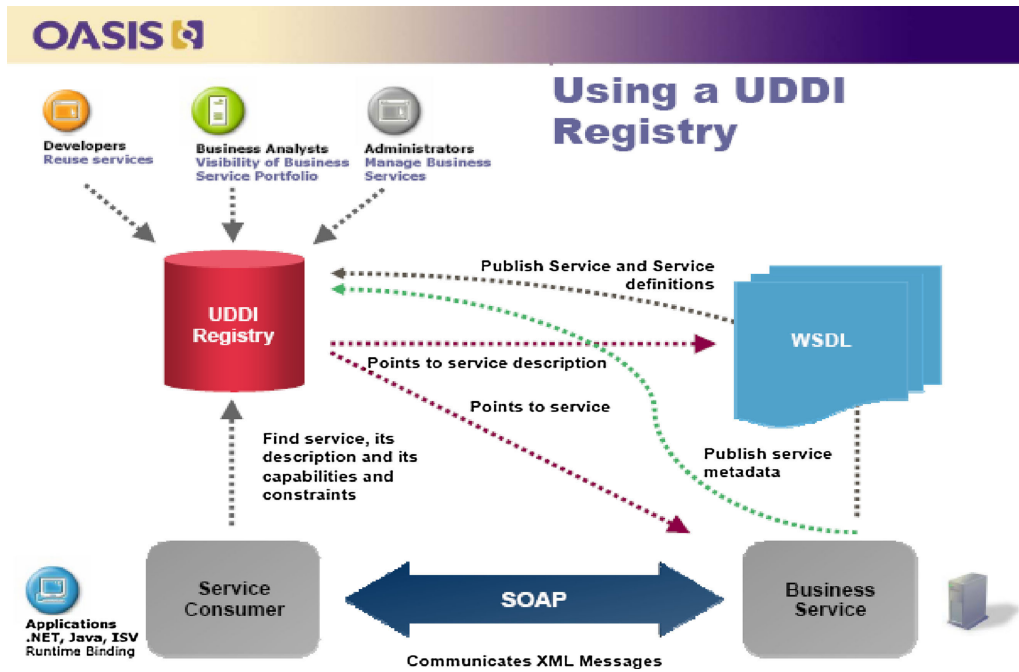 OASIS
Using a UDDI
Registry
Developers
Reuse services
Business Analysts
Visibility of Business
Service Portfolio
Administrators
Manage Business
Services
Publish Service and Service
definitions
UDDI
Registry
WSDL
Points to service description
Points to service
Find service, its
description and its
capabilities and
constraints
Publish service
metadada
Service
Consumer
SOAP
Business
Service
Applications
.NET, Java, ISV
Runtime Binding
Communicates XML Messages